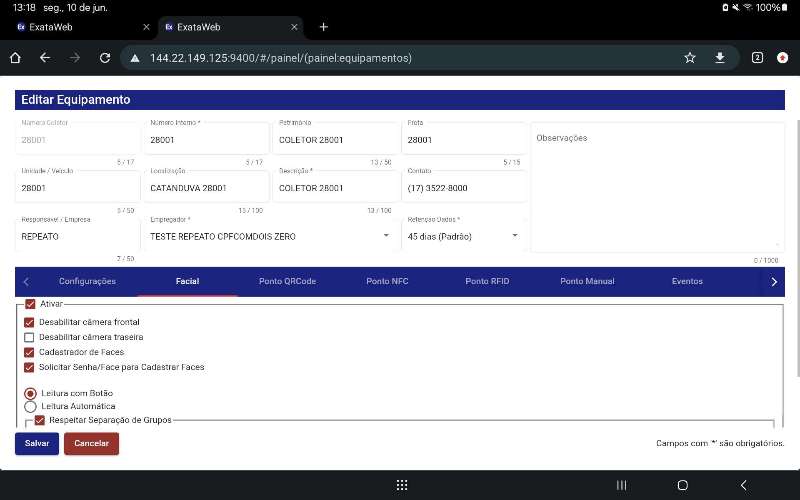 13:18 seg., 10 de jun. 100%
ExataWeb ExataWeb
144.22.149.125:9400/#/painel/(painel:equipamentos) 2
Editar Equipamento
Número Coletor Número Interno * Patrimônio Frota
28001 28001 COLETOR 28001 28001 Observações
5 / 17 5 / 17 13 / 50 5 / 15
Unidade / Veículo Localização Descrição * Contato
28001 CATANDUVA 28001 COLETOR 28001 (17) 3522-8000
5 / 50 15 / 100 13 / 100
Responsável / Empresa Empregador * Retenção Dados *
REPEATO TESTE REPEATO CPFCOMDOIS ZERO 45 dias (Padrão)
7 / 50 0 / 1000
Configurações Facial Ponto QRCode Ponto NFC Ponto RFID Ponto Manual Eventos
Ativar
Desabilitar câmera frontal
Desabilitar câmera traseira
Cadastrador de Faces
Solicitar Senha/Face para Cadastrar Faces
Leitura com Botão
Leitura Automática
Respeitar Separação de Grupos
Salvar Cancelar Campos com '*' são obrigatórios.